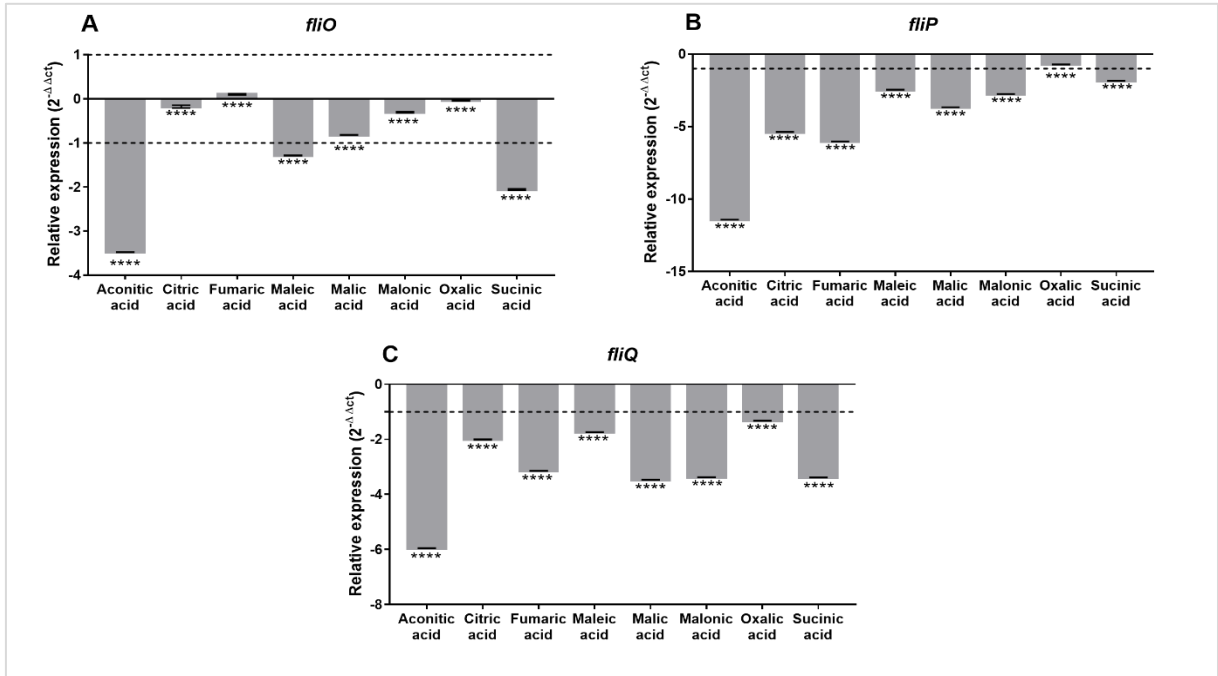 A
fliO
Relative expression (2^-Δ Δct)
1
0
-1
-2
-3
-4
****
****
****
****
****
****
****
****
Aconitic Citric Fumaric Maleic Malic Malonic Oxalic Sucinic
acid acid acid acid acid acid acid acid
B
fliP
Relative expression (2^-Δ Δct)
0
-5
-10
-15
****
****
****
****
****
****
****
****
Aconitic Citric Fumaric Maleic Malic Malonic Oxalic Sucinic
acid acid acid acid acid acid acid acid
C
fliQ
Relative expression (2^-Δ Δct)
0
-2
-4
-6
-8
****
****
****
****
****
****
****
****
Aconitic Citric Fumaric Maleic Malic Malonic Oxalic Sucinic
acid acid acid acid acid acid acid acid